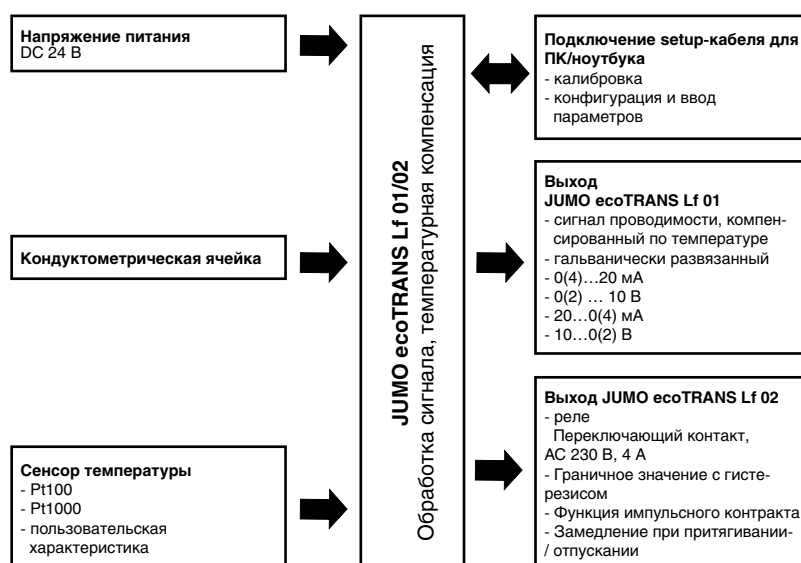 Напряжение питания
DC 24 В
Кондуктометрическая ячейка
Сенсор температуры
- Pt100
- Pt1000
- пользовательская
характеристика
JUMO ecoTRANS Lf 01/02
Обработка сигнала, температурная компенсация
Подключение setup-кабеля для
ПК/ноутбука
- калибровка
- конфигурация и ввод
параметров
Выход
JUMO ecoTRANS Lf 01
- сигнал проводимости, компен-
сированный по температуре
- гальванически развязанный
- 0(4)...20 мА
- 0(2) ... 10 В
- 20...0(4) мА
- 10...0(2) В
Выход JUMO ecoTRANS Lf 02
- реле
Переключающий контакт,
AC 230 В, 4 А
- Граничное значение с гисте-
резисом
- Функция импульсного контракта
- Замедление при притягивании-
/ отпускании